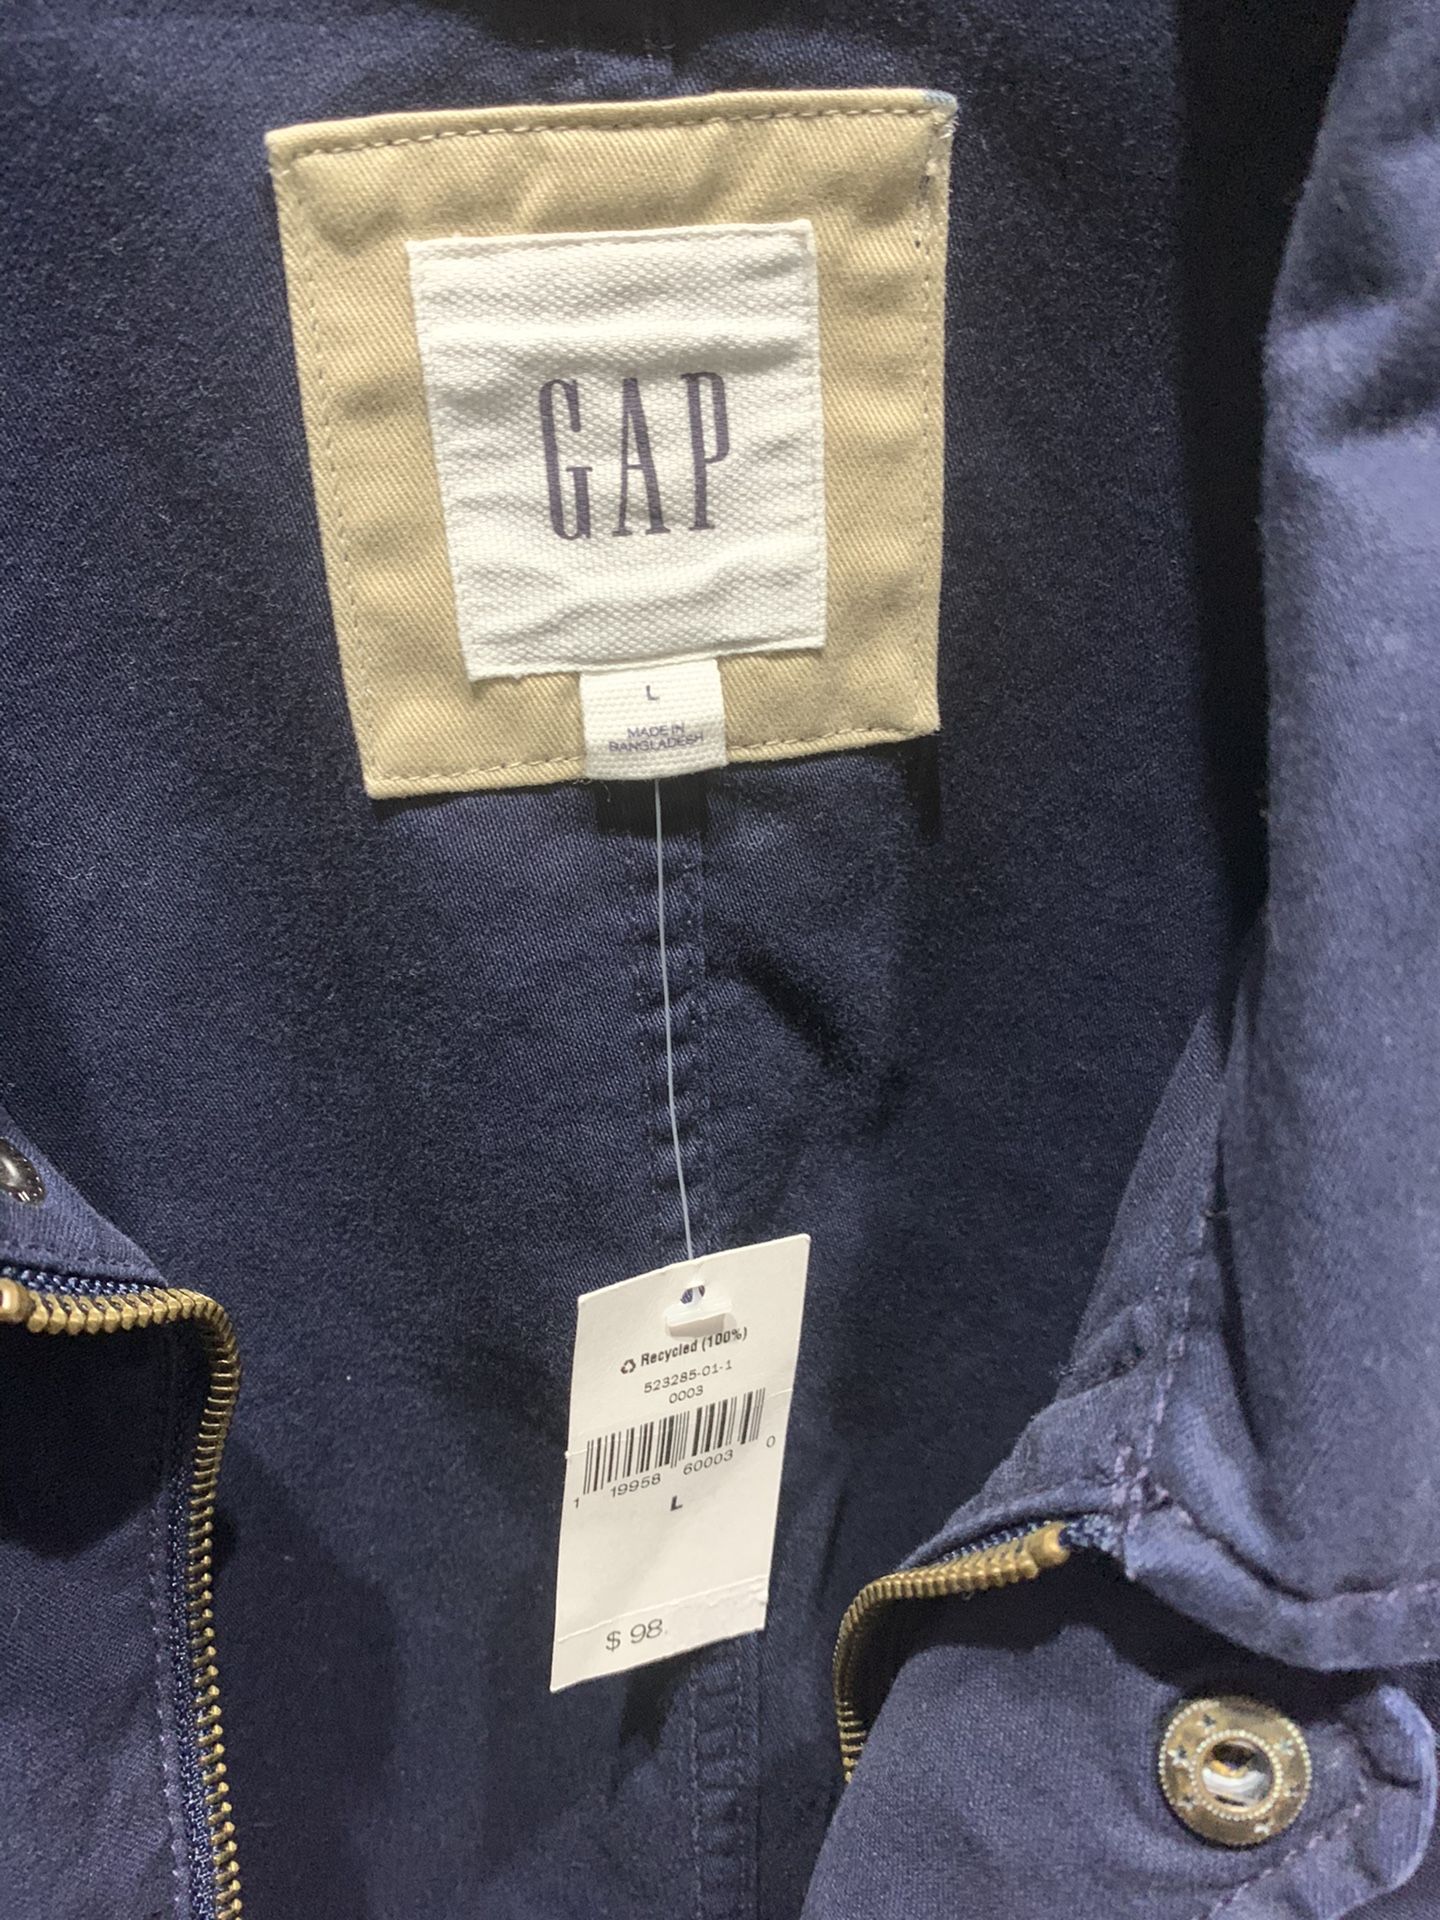 GAP
L
MADE IN
BANGLADESH
Recycled (100%)
523285-01-1
0003
1 19958 60003 0
L
$ 98.